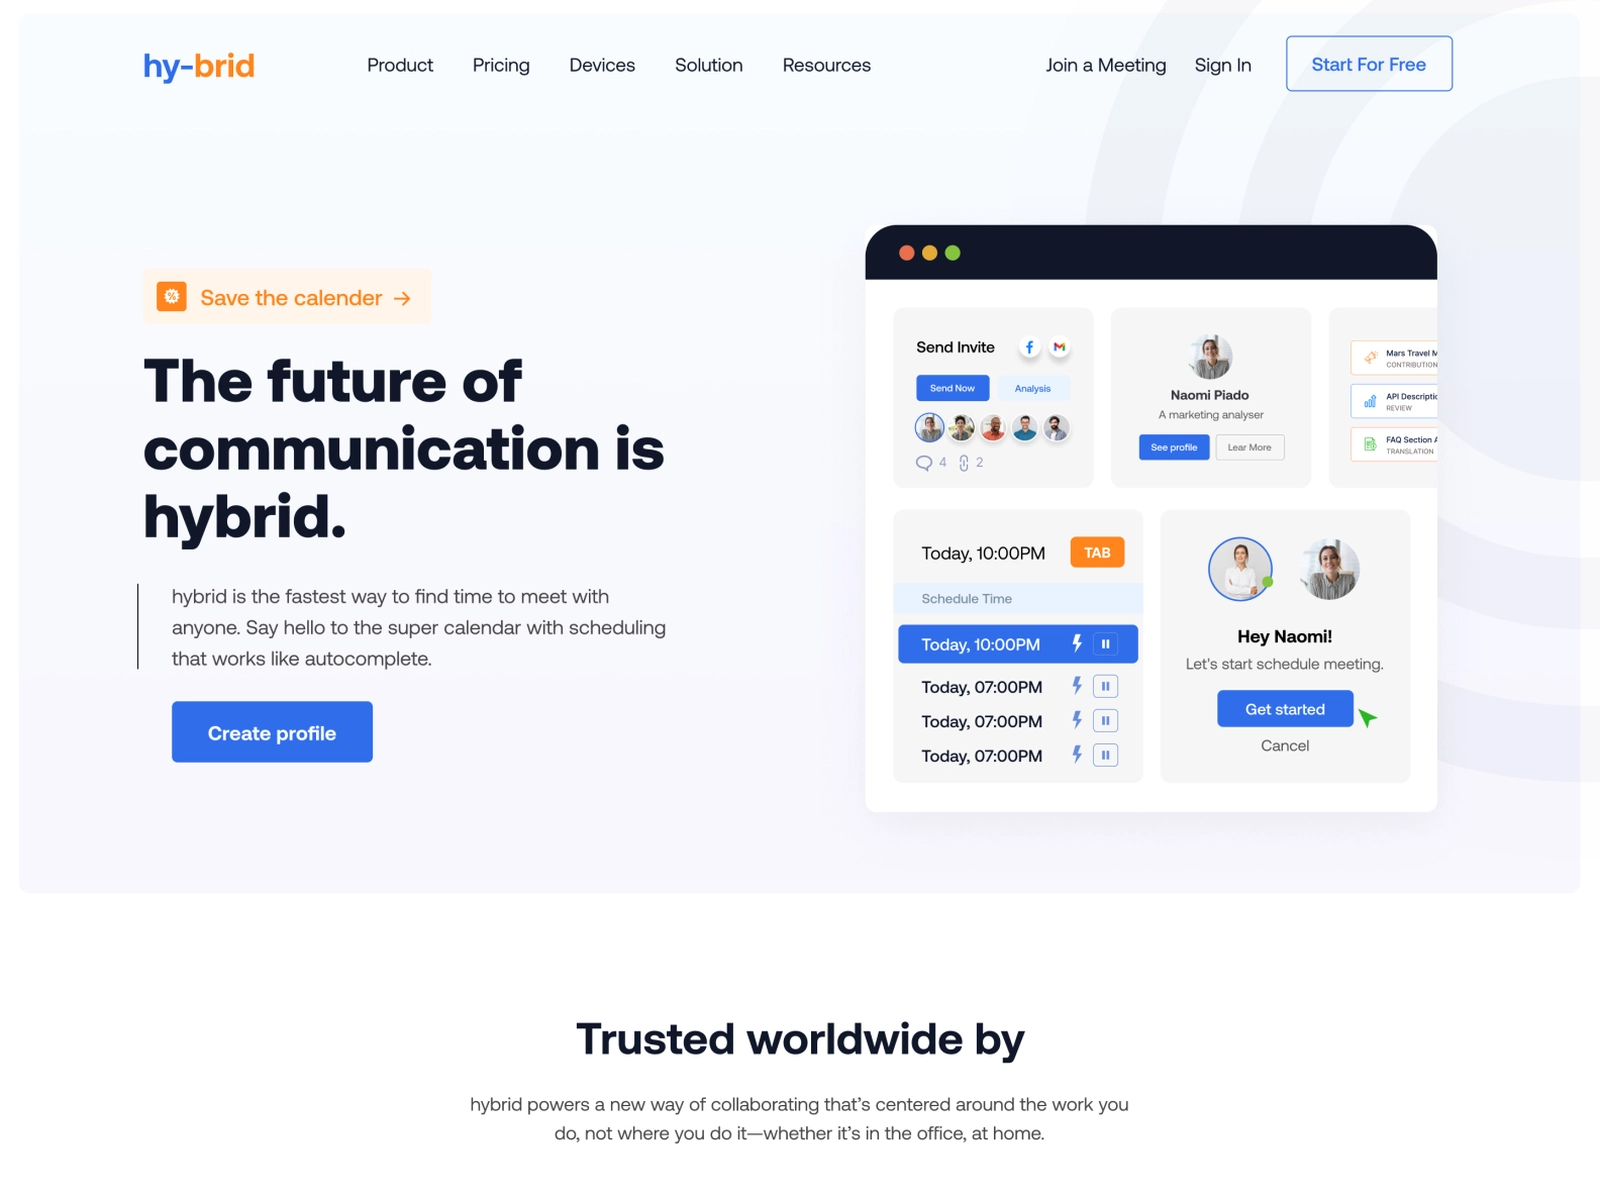 hy-brid
Product Pricing Devices Solution Resources
Join a Meeting Sign In Start For Free
Save the calender →
The future of
communication is
hybrid.
hybrid is the fastest way to find time to meet with
anyone. Say hello to the super calendar with scheduling
that works like autocomplete.
Create profile
Send Invite
Send Now Analysis
4 2
Naomi Piado
A marketing analyser
See profile Lear More
Mars Travel M
CONTRIBUTION
API Descriptio
REVIEW
FAQ Section A
TRANSLATION
Today, 10:00PM TAB
Schedule Time
Today, 10:00PM
Today, 07:00PM
Today, 07:00PM
Today, 07:00PM
Hey Naomi!
Let's start schedule meeting.
Get started
Cancel
Trusted worldwide by
hybrid powers a new way of collaborating that’s centered around the work you
do, not where you do it—whether it’s in the office, at home.